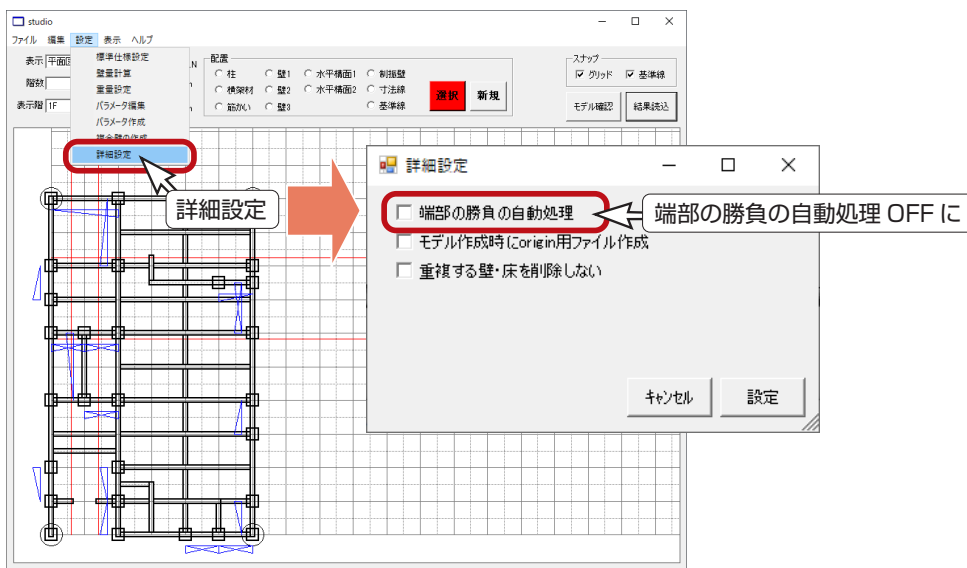 studio
ファイル 編集 設定 表示 ヘルプ
表示 平面図
階数
表示階 1F
標準仕様設定
壁量計算
重量設定
パラメータ編集
パラメータ作成
複合壁の作成
詳細設定
配置
柱 壁1 水平構面1 制振壁
横架材 壁2 水平構面2 寸法線
筋かい 壁3 基準線
選択 新規
スナップ
グリッド 基準線
モデル確認 結果読込
詳細設定
詳細設定
端部の勝負の自動処理
モデル作成時にorigin用ファイル作成
重複する壁・床を削除しない
キャンセル 設定
端部の勝負の自動処理 OFF に